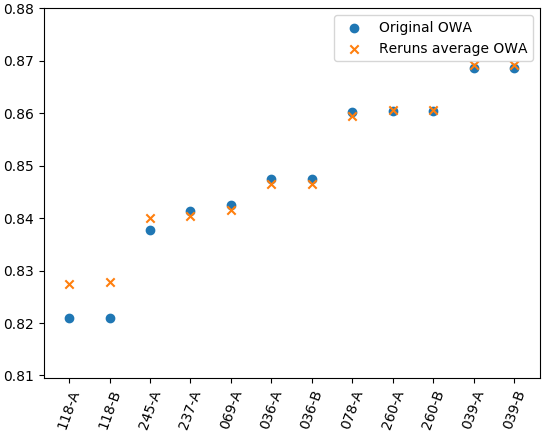 0.88
0.87
0.86
0.85
0.84
0.83
0.82
0.81
Original OWA
Reruns average OWA
118-A
118-B
245-A
237-A
069-A
036-A
036-B
078-A
260-A
260-B
039-A
039-B